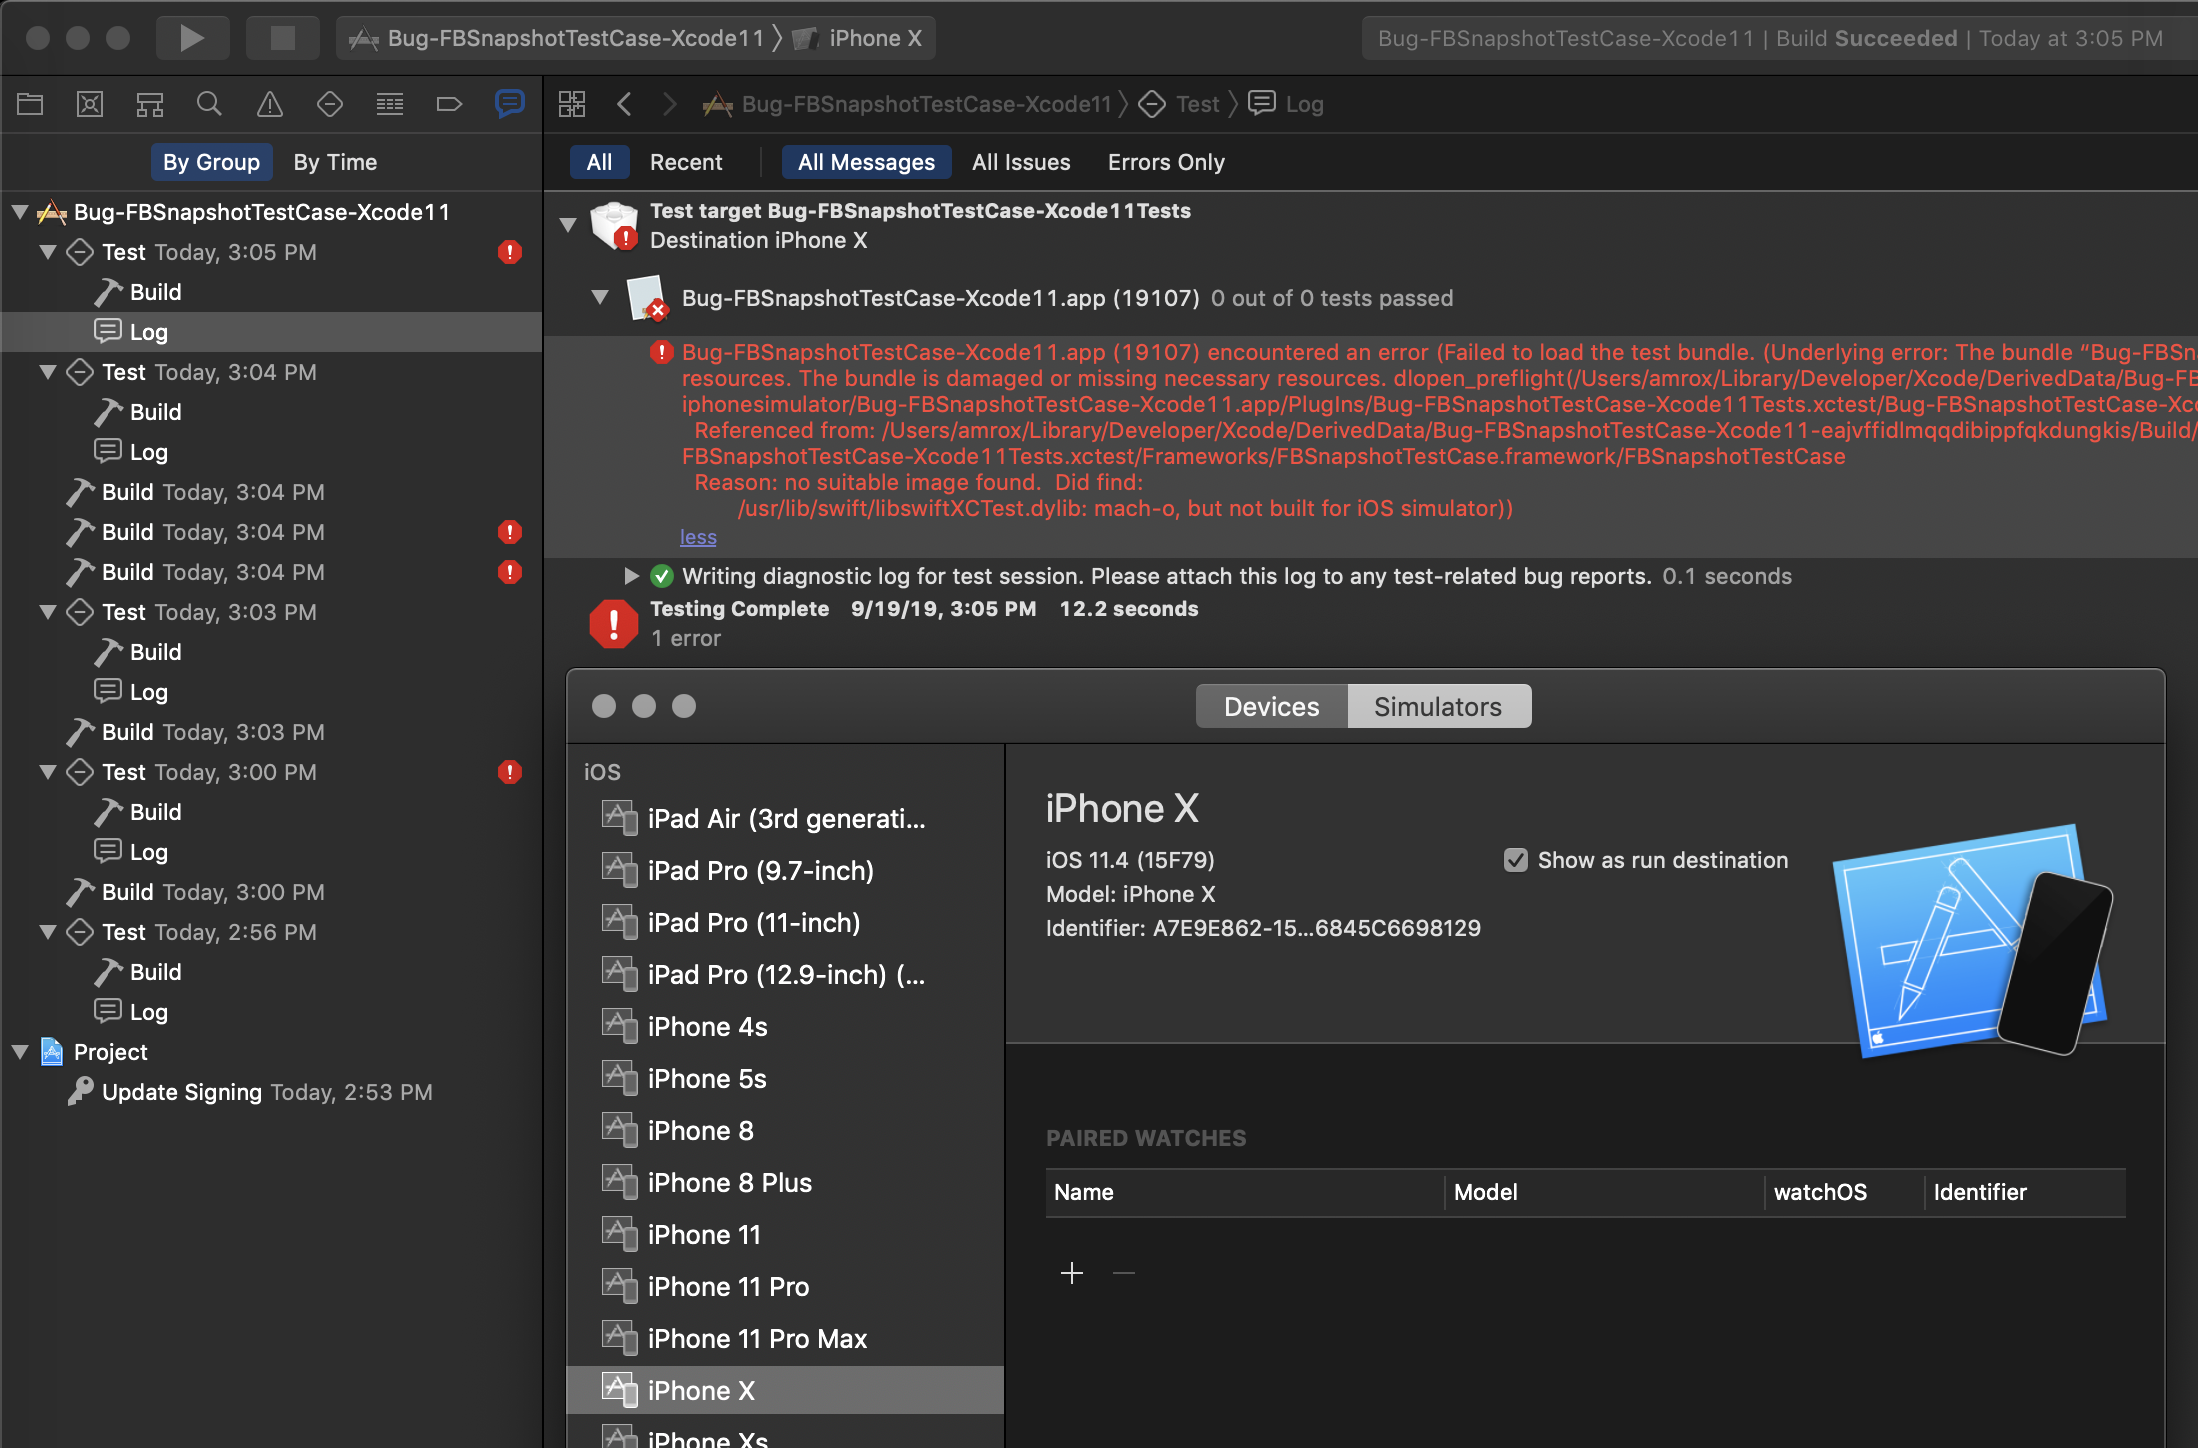 Bug-FBSnapshotTestCase-Xcode11 iPhone X
Bug-FBSnapshotTestCase-Xcode11 | Build Succeeded | Today at 3:05 PM
Bug-FBSnapshotTestCase-Xcode11 Test Log
By Group By Time
All Recent All Messages All Issues Errors Only
Bug-FBSnapshotTestCase-Xcode11
Test Today, 3:05 PM
Build
Log
Test Today, 3:04 PM
Build
Log
Build Today, 3:04 PM
Build Today, 3:04 PM
Build Today, 3:04 PM
Test Today, 3:03 PM
Build
Log
Build Today, 3:03 PM
Test Today, 3:00 PM
Build
Log
Build Today, 3:00 PM
Test Today, 2:56 PM
Build
Log
Project
Update Signing Today, 2:53 PM
Test target Bug-FBSnapshotTestCase-Xcode11Tests
Destination iPhone X
Bug-FBSnapshotTestCase-Xcode11.app (19107) 0 out of 0 tests passed
Bug-FBSnapshotTestCase-Xcode11.app (19107) encountered an error (Failed to load the test bundle. (Underlying error: The bundle “Bug-FBSn
resources. The bundle is damaged or missing necessary resources. dlopen_preflight(/Users/amrox/Library/Developer/Xcode/DerivedData/Bug-FB
iphonesimulator/Bug-FBSnapshotTestCase-Xcode11.app/PlugIns/Bug-FBSnapshotTestCase-Xcode11Tests.xctest/Bug-FBSnapshotTestCase-Xc
Referenced from: /Users/amrox/Library/Developer/Xcode/DerivedData/Bug-FBSnapshotTestCase-Xcode11-eajvffidlmqqdibippfqkdungkis/Build/
FBSnapshotTestCase-Xcode11Tests.xctest/Frameworks/FBSnapshotTestCase.framework/FBSnapshotTestCase
Reason: no suitable image found. Did find:
/usr/lib/swift/libswiftXCTest.dylib: mach-o, but not built for iOS simulator))
less
Writing diagnostic log for test session. Please attach this log to any test-related bug reports. 0.1 seconds
Testing Complete 9/19/19, 3:05 PM 12.2 seconds
1 error
Devices Simulators
iOS
iPad Air (3rd generati...
iPad Pro (9.7-inch)
iPad Pro (11-inch)
iPad Pro (12.9-inch) (...
iPhone 4s
iPhone 5s
iPhone 8
iPhone 8 Plus
iPhone 11
iPhone 11 Pro
iPhone 11 Pro Max
iPhone X
iPhone Xs
iPhone X
iOS 11.4 (15F79)
Model: iPhone X
Identifier: A7E9E862-15...6845C6698129
Show as run destination
PAIRED WATCHES
Name Model watchOS Identifier